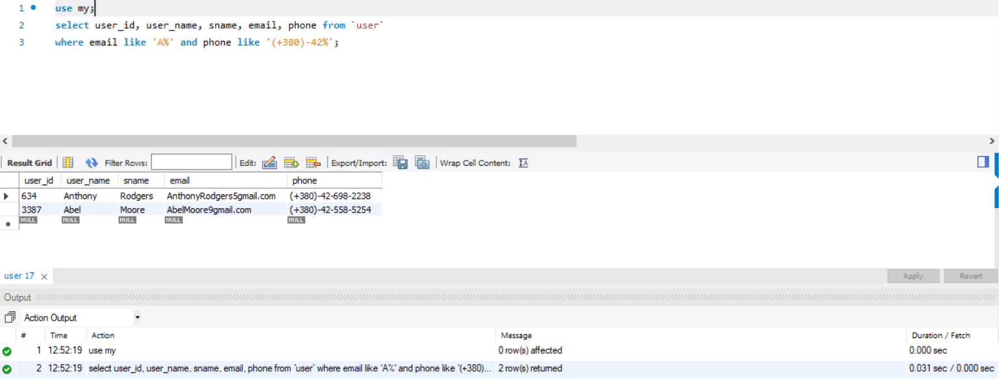 1 use my;
2 select user_id, user_name, sname, email, phone from `user`
3 where email like 'A%' and phone like '(+380)-42%';
Result Grid Filter Rows: Edit: Export/Import: Wrap Cell Content: IA
user_id user_name sname email phone
634 Anthony Rodgers AnthonyRodgers5gmail.com (+380)-42-698-2238
3387 Abel Moore AbelMoore9gmail.com (+380)-42-558-5254
NULL NULL NULL NULL NULL
user 17 Apply Revert
Output
Action Output
# Time Action Message Duration / Fetch
1 12:52:19 use my 0 row(s) affected 0.000 sec
2 12:52:19 select user_id, user_name, sname, email, phone from `user` where email like 'A%' and phone like '(+380)... 2 row(s) returned 0.031 sec / 0.000 sec